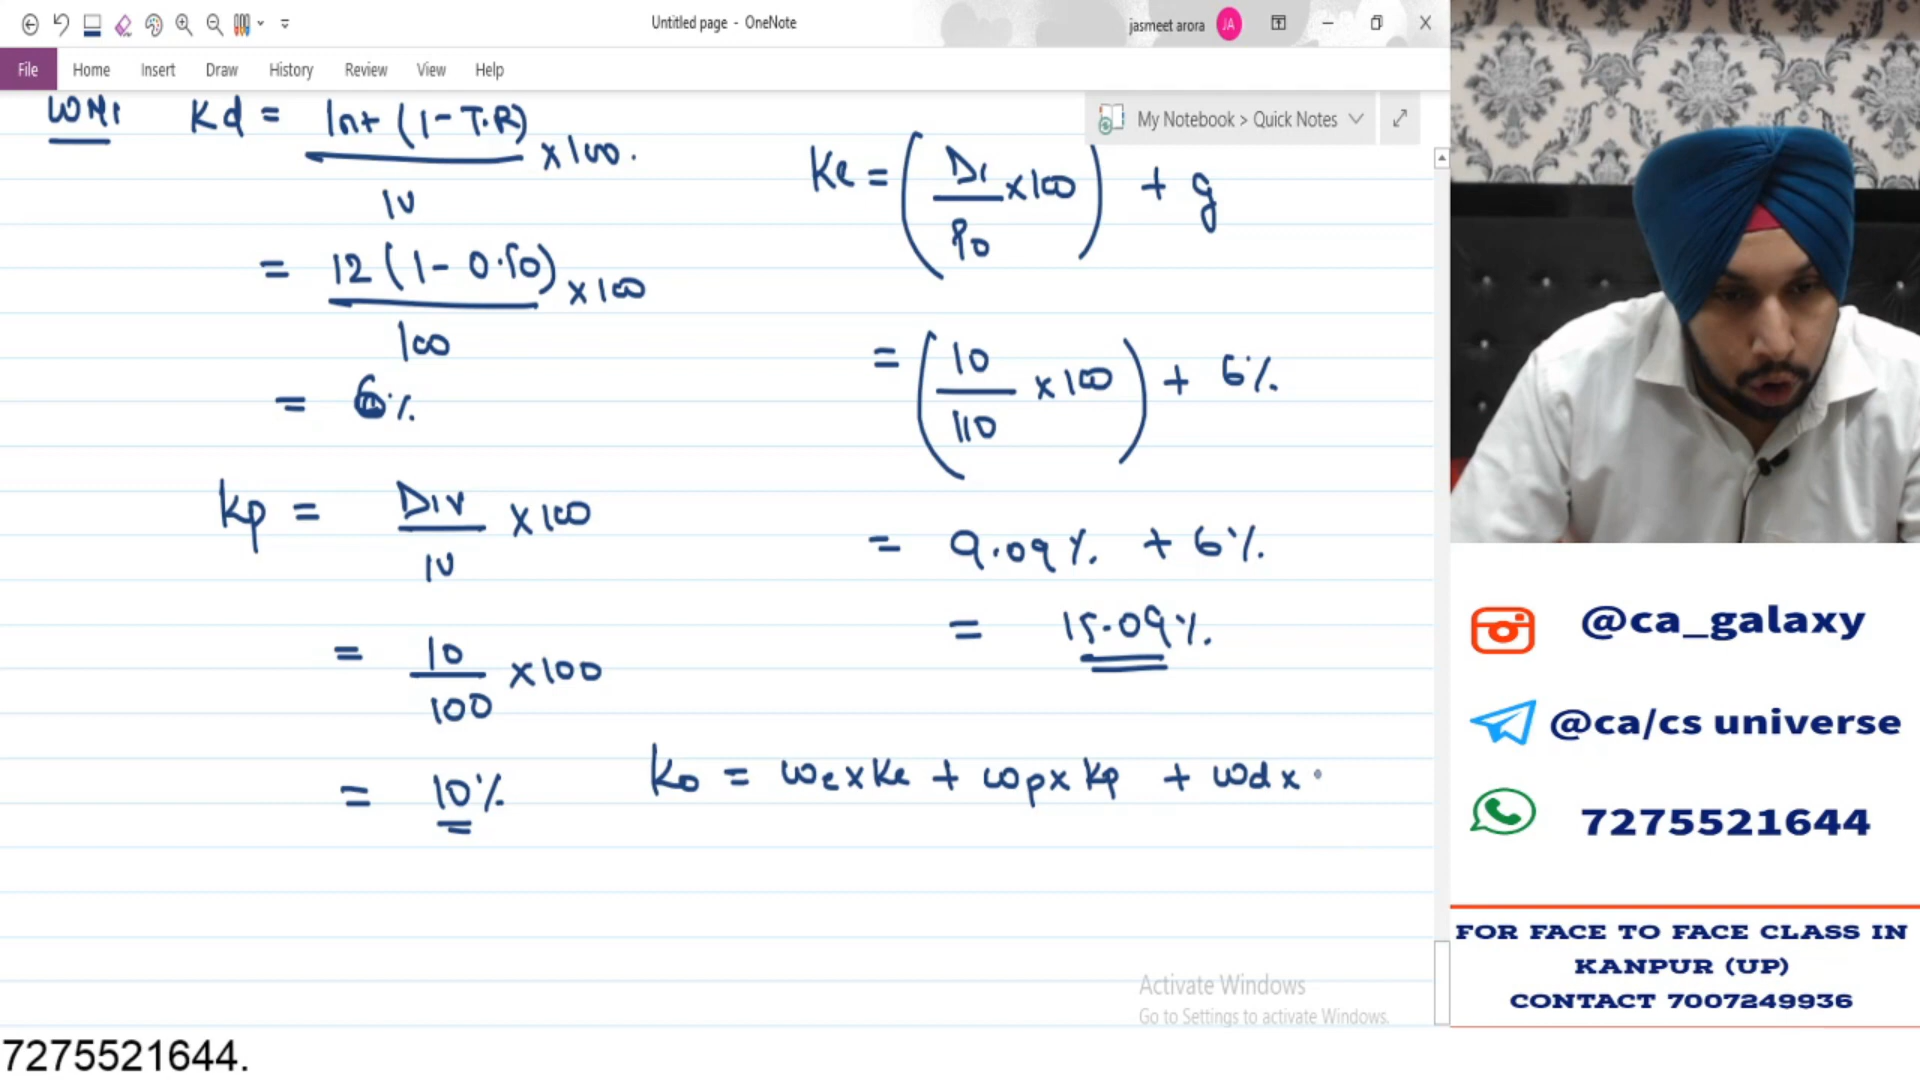 Untitled page - OneNote
jasmeet arora
JA
X
File
Home
Insert
Draw
History
Review
View
Help
My Notebook > Quick Notes
WN1
Kd = Int (1 - T.R) / IV × 100.
= 12 (1 - 0.50) / 100 × 100
= 6%
Kp = Div / IV × 100
= 10 / 100 × 100
= 10%
Ke = (D1 / P0 × 100) + g
= (10 / 110 × 100) + 6%
= 9.09% + 6%
= 15.09%
Ko = We x Ke + Wp x Kp + Wd x
Activate Windows
Go to Settings to activate Windows.
@ca_galaxy
@ca/cs universe
7275521644
FOR FACE TO FACE CLASS IN
KANPUR (UP)
CONTACT 7007249936
7275521644.